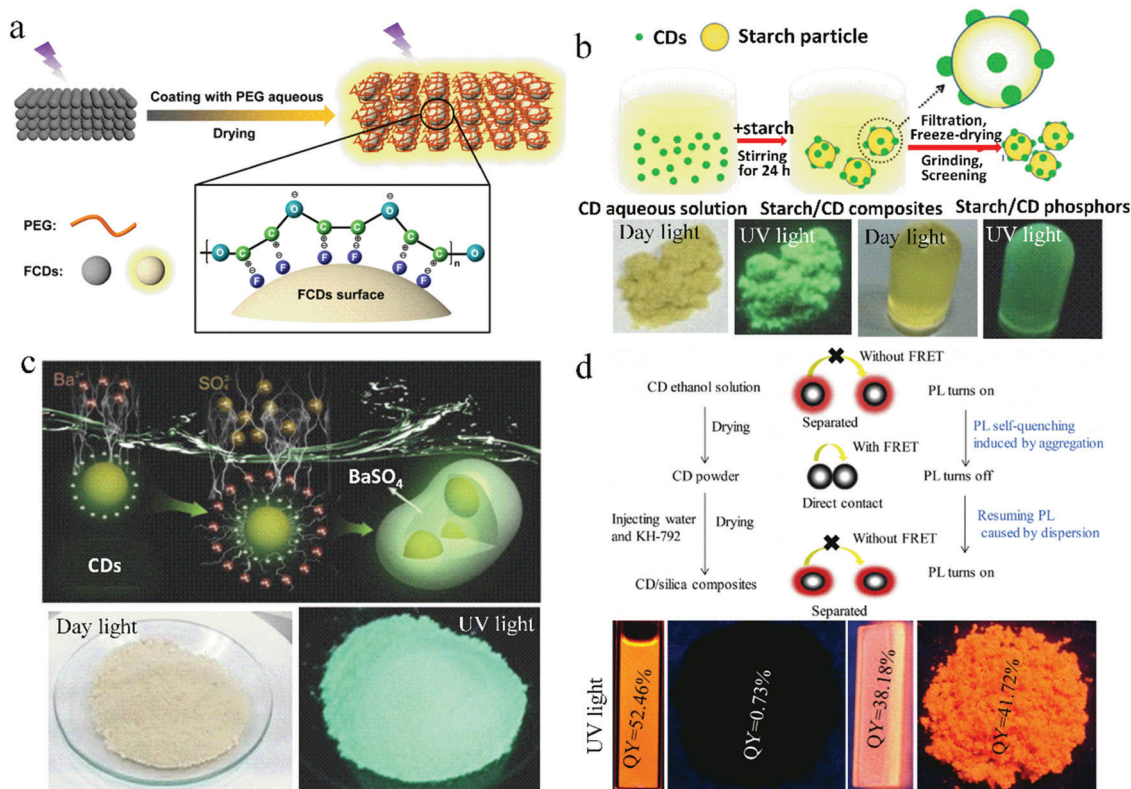 a
Coating with PEG aqueous
Drying
PEG:
FCDs:
O
O
C
C
C
C
O
n
F
F
F
F
F
F
FCDs surface
b
CDs
Starch particle
+starch
Stirring
for 24 h
Filtration,
Freeze-drying
Grinding,
Screening
CD aqueous solution
Starch/CD composites
Starch/CD phosphors
Day light
UV light
Day light
UV light
c
Ba²⁺
SO₄²⁻
CDs
BaSO₄
Day light
UV light
d
CD ethanol solution
Drying
CD powder
Injecting water
and KH-792
Drying
CD/silica composites
Without FRET
Separated
With FRET
Direct contact
Without FRET
Separated
PL turns on
PL self-quenching
induced by aggregation
PL turns off
Resuming PL
caused by dispersion
PL turns on
UV light
QY=52.46%
QY=0.73%
QY=38.18%
QY=41.72%